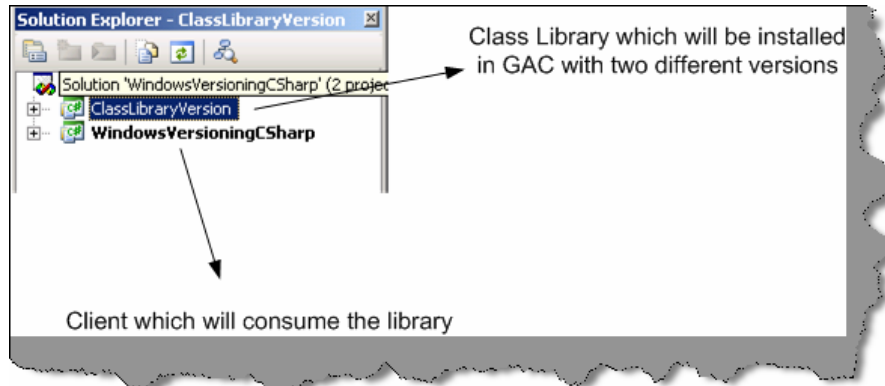 Solution Explorer - ClassLibraryVersion
Class Library which will be installed
in GAC with two different versions
Solution 'WindowsVersioningCSharp' (2 projec
ClassLibraryVersion
WindowsVersioningCSharp
Client which will consume the library